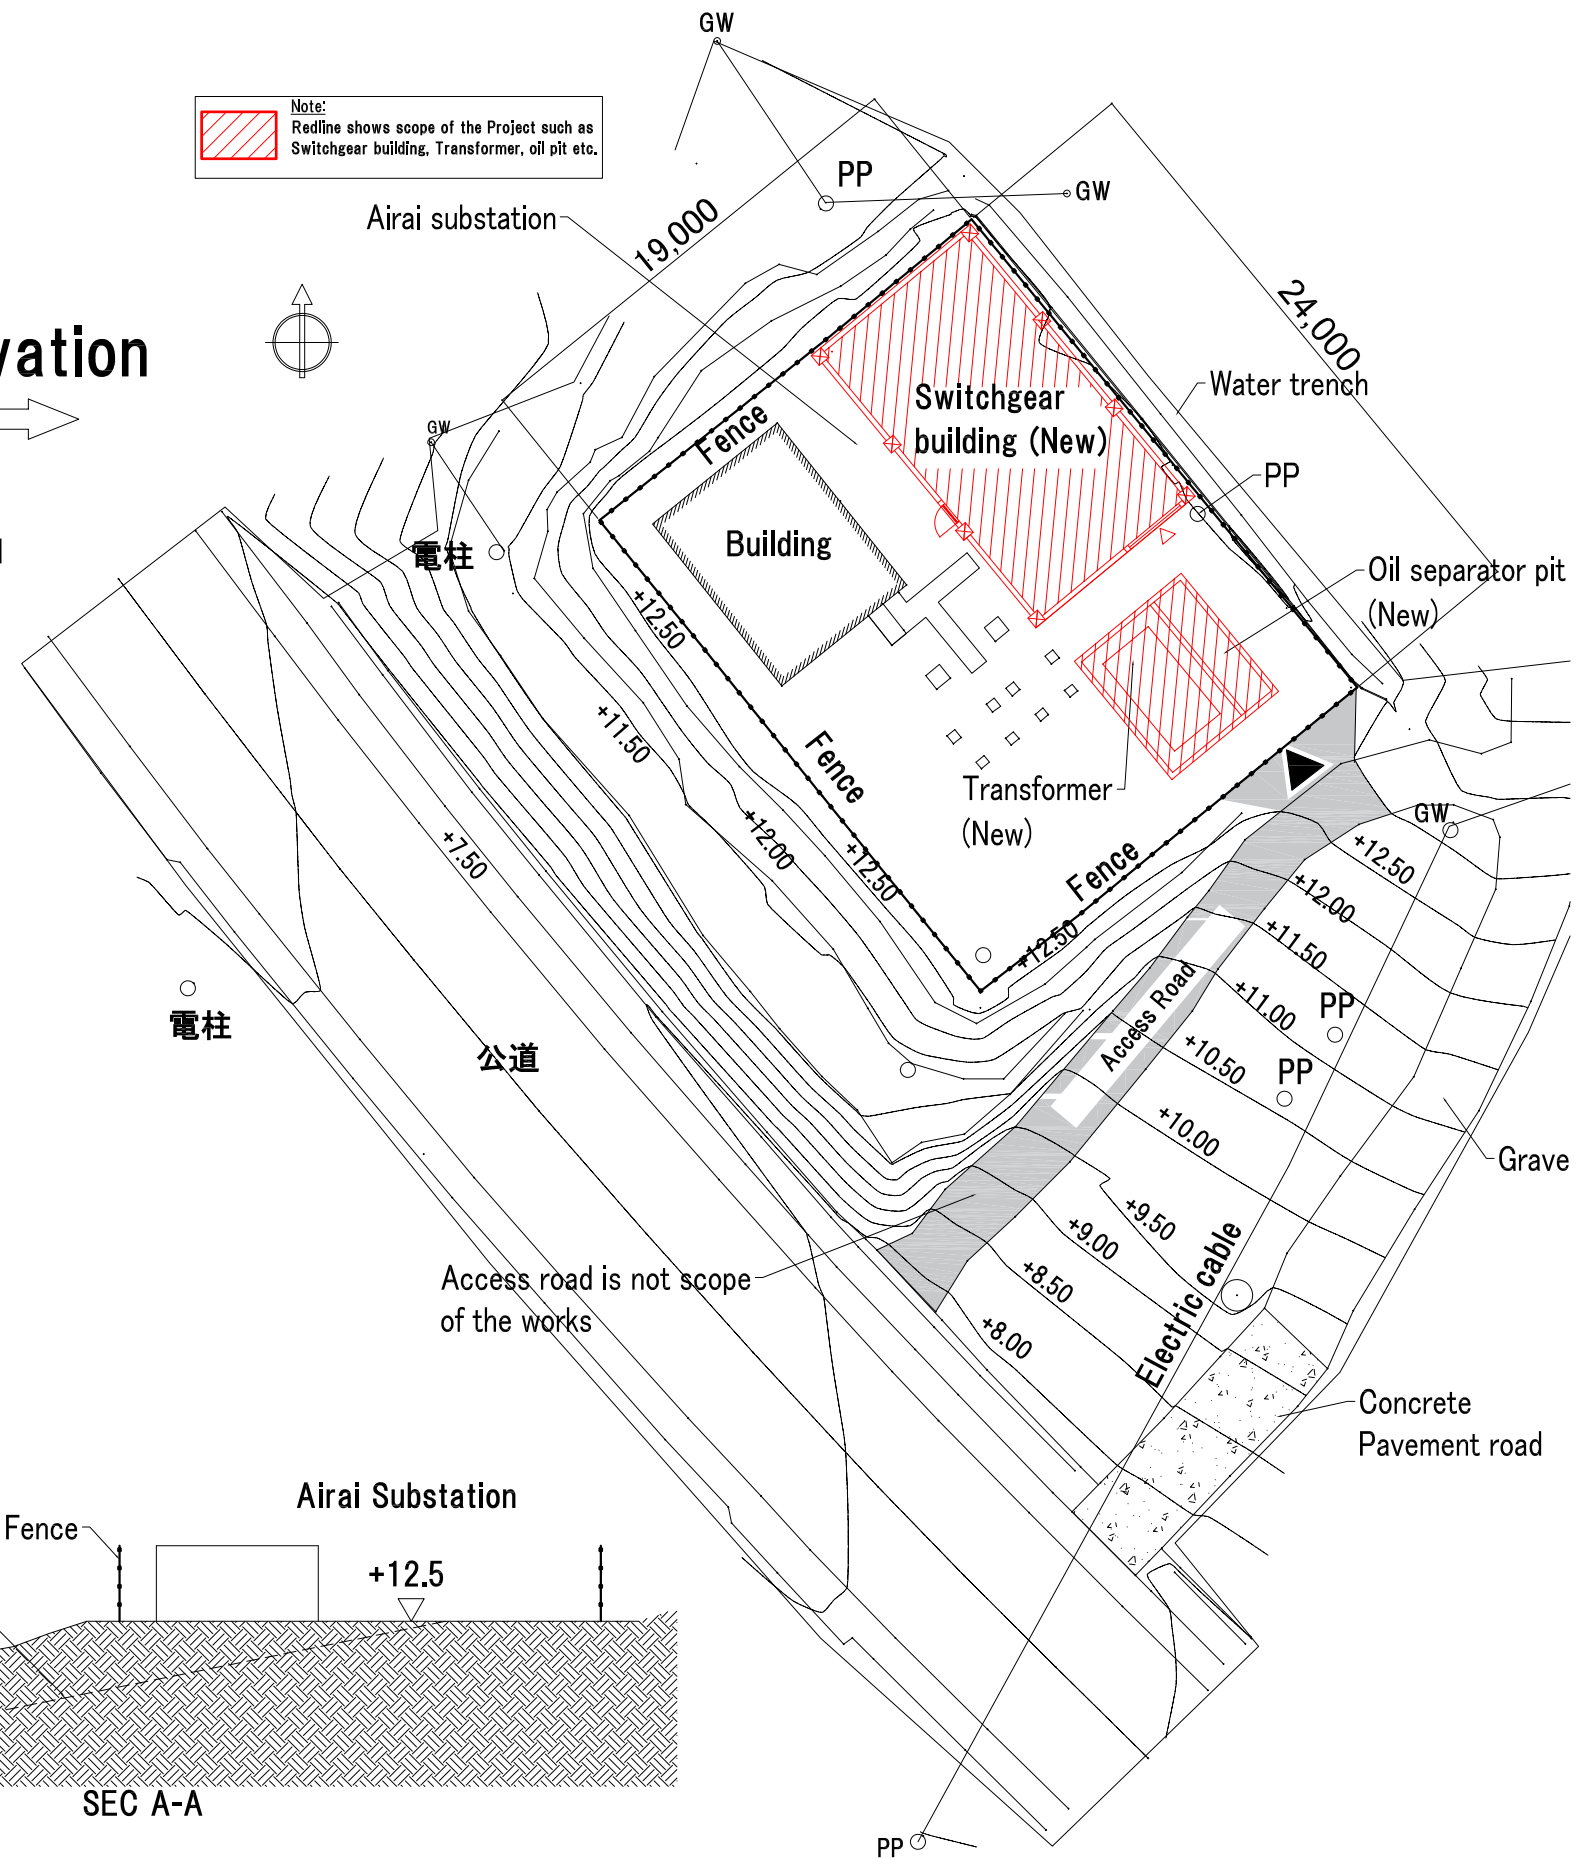 GW
Note:
Redline shows scope of the Project such as
Switchgear building, Transformer, oil pit etc.
PP
GW
Airai substation
19,000
24,000
vation
Water trench
Switchgear
building (New)
Fence
GW
PP
電柱
Building
Oil separator pit
(New)
+12.50
+11.50
Fence
Transformer
(New)
+7.50
+12.00
+12.50
Fence
GW
+12.50
+12.00
+11.50
+12.50
+11.00
Access Road
PP
電柱
公道
+10.50
PP
+10.00
Grave
+9.50
+9.00
Electric cable
Access road is not scope
of the works
+8.50
+8.00
Concrete
Pavement road
Airai Substation
Fence
+12.5
SEC A-A
PP